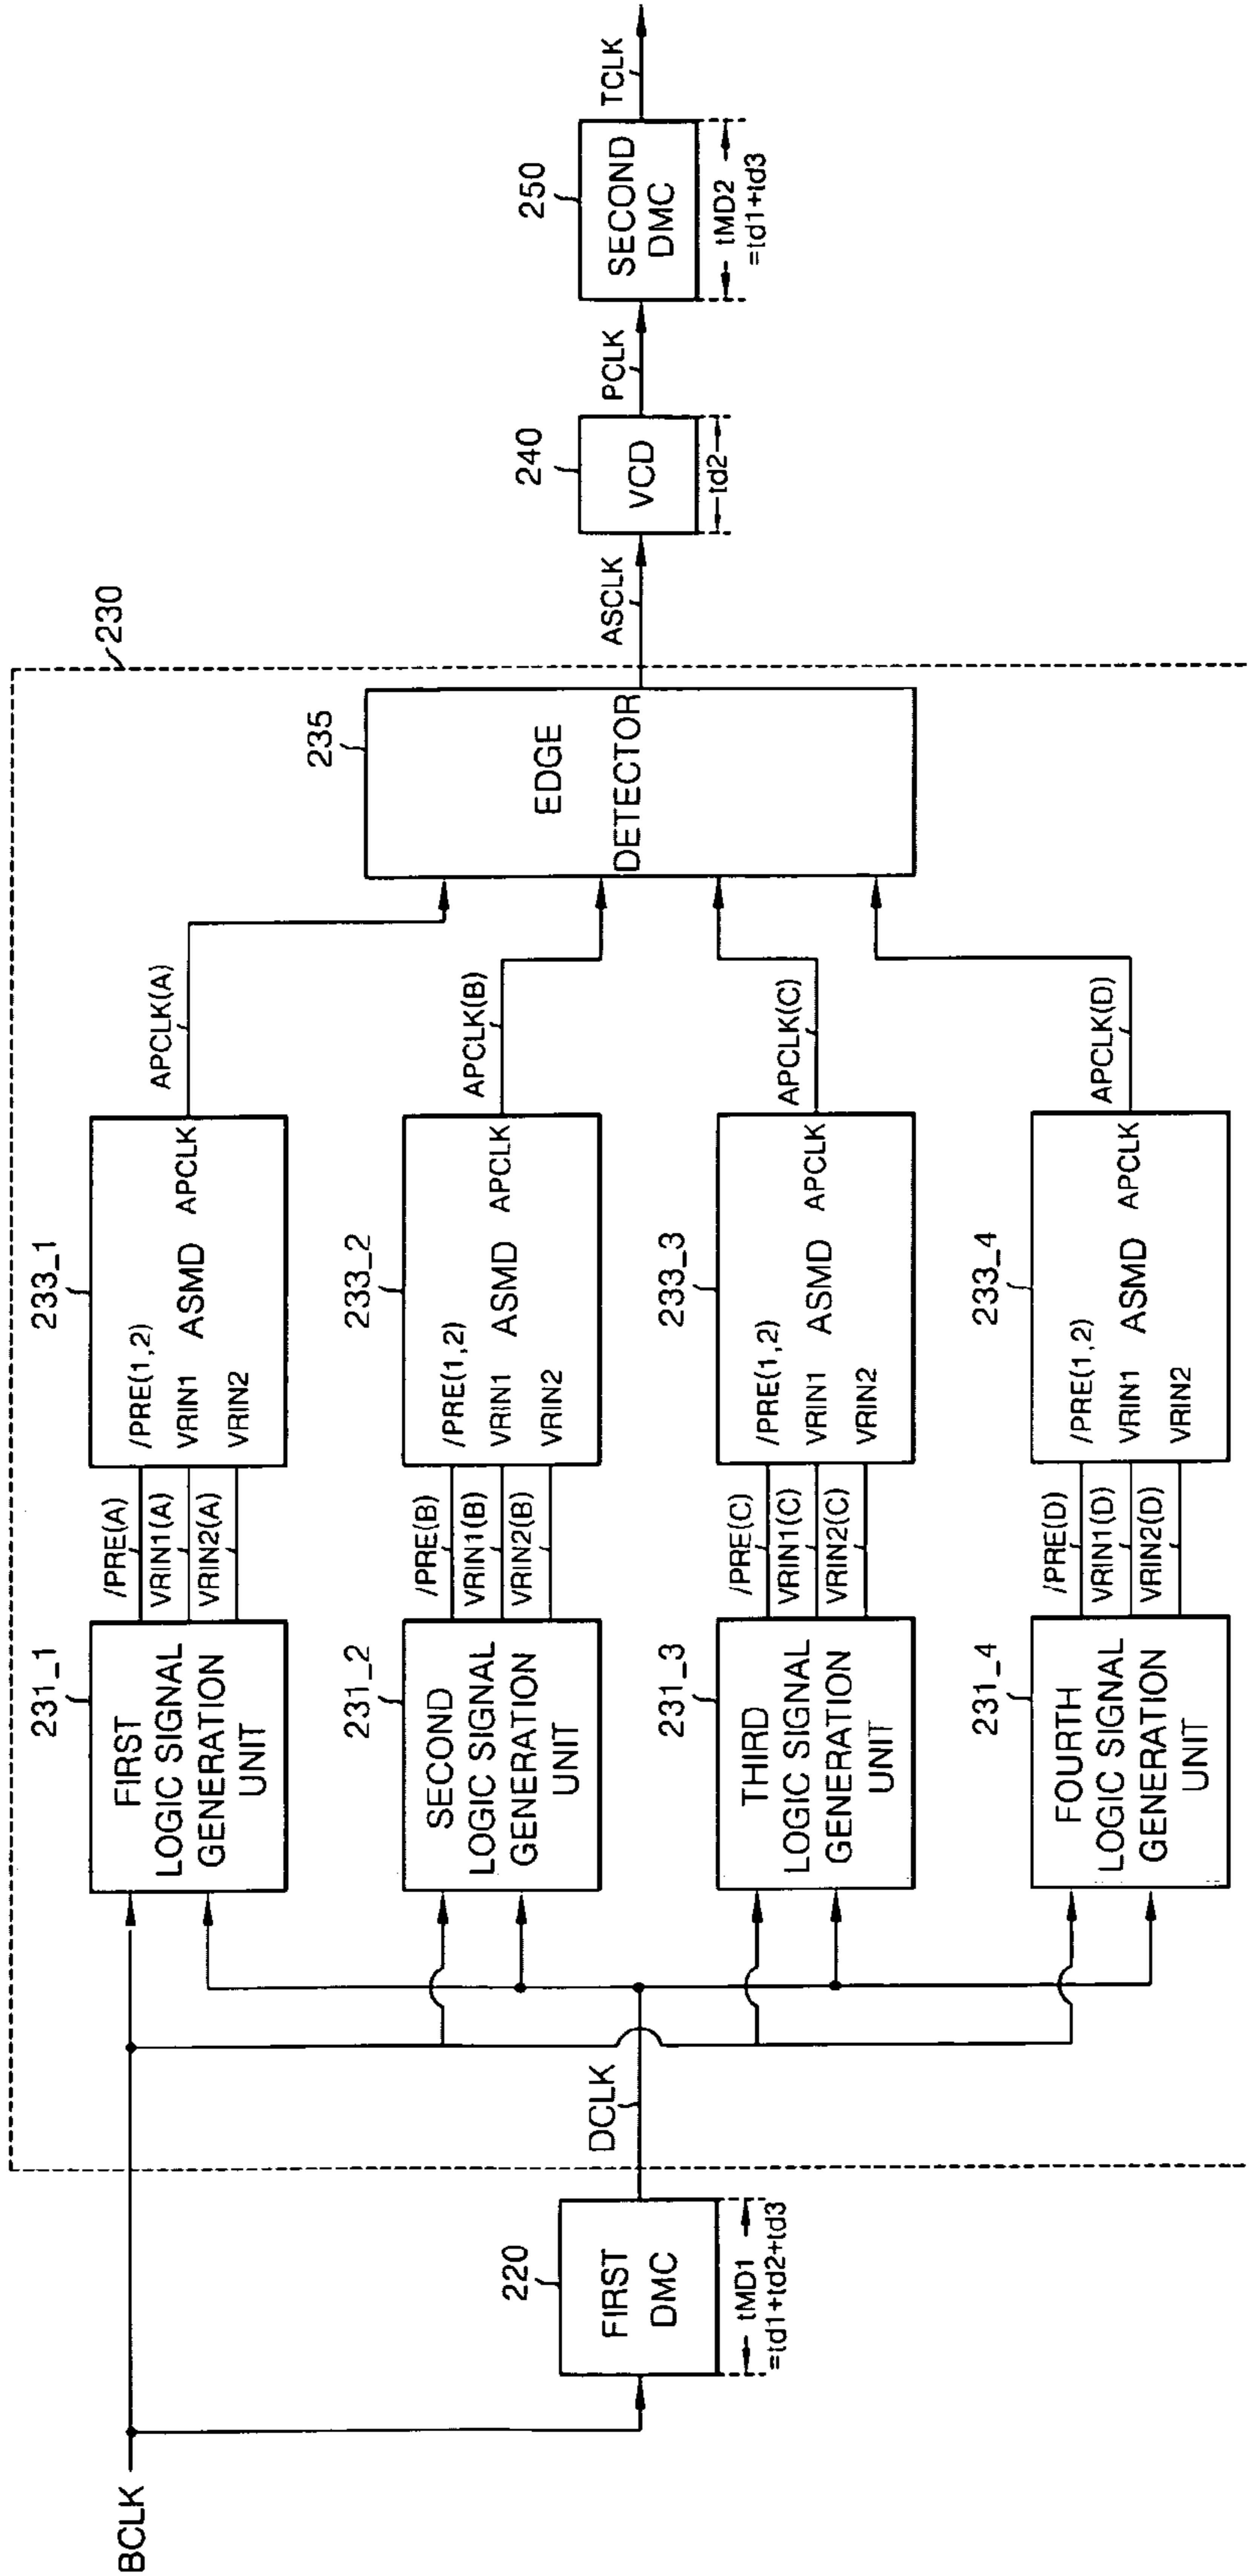 BCLK
220
FIRST
DMC
tMD1
=td1+td2+td3
DCLK
230
231_1
FIRST
LOGIC SIGNAL
GENERATION
UNIT
/PRE(A)
VRIN1(A)
VRIN2(A)
233_1
/PRE(1,2)
VRIN1 ASMD APCLK
VRIN2
APCLK(A)
231_2
SECOND
LOGIC SIGNAL
GENERATION
UNIT
/PRE(B)
VRIN1(B)
VRIN2(B)
233_2
/PRE(1,2)
VRIN1 ASMD APCLK
VRIN2
APCLK(B)
231_3
THIRD
LOGIC SIGNAL
GENERATION
UNIT
/PRE(C)
VRIN1(C)
VRIN2(C)
233_3
/PRE(1,2)
VRIN1 ASMD APCLK
VRIN2
APCLK(C)
231_4
FOURTH
LOGIC SIGNAL
GENERATION
UNIT
/PRE(D)
VRIN1(D)
VRIN2(D)
233_4
/PRE(1,2)
VRIN1 ASMD APCLK
VRIN2
APCLK(D)
235
EDGE
DETECTOR
ASCLK
240
VCD
td2
PCLK
250
SECOND
DMC
tMD2
=td1+td3
TCLK